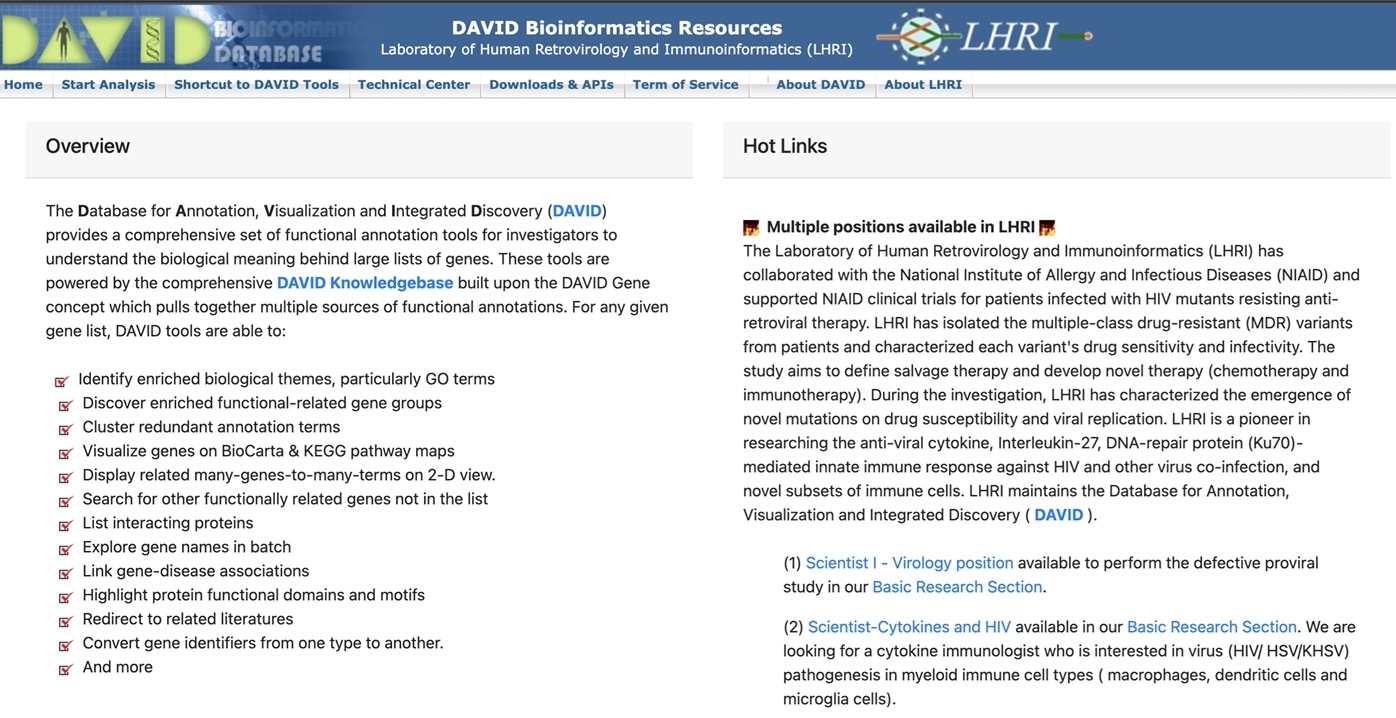 DAVID BIOINFORMATICS
DATABASE
DAVID Bioinformatics Resources
Laboratory of Human Retrovirology and Immunoinformatics (LHRI)
LHRI
Home Start Analysis Shortcut to DAVID Tools Technical Center Downloads & APIs Term of Service About DAVID About LHRI
Overview
The Database for Annotation, Visualization and Integrated Discovery (DAVID)
provides a comprehensive set of functional annotation tools for investigators to
understand the biological meaning behind large lists of genes. These tools are
powered by the comprehensive DAVID Knowledgebase built upon the DAVID Gene
concept which pulls together multiple sources of functional annotations. For any given
gene list, DAVID tools are able to:
Identify enriched biological themes, particularly GO terms
Discover enriched functional-related gene groups
Cluster redundant annotation terms
Visualize genes on BioCarta & KEGG pathway maps
Display related many-genes-to-many-terms on 2-D view.
Search for other functionally related genes not in the list
List interacting proteins
Explore gene names in batch
Link gene-disease associations
Highlight protein functional domains and motifs
Redirect to related literatures
Convert gene identifiers from one type to another.
And more
Hot Links
Multiple positions available in LHRI
The Laboratory of Human Retrovirology and Immunoinformatics (LHRI) has
collaborated with the National Institute of Allergy and Infectious Diseases (NIAID) and
supported NIAID clinical trials for patients infected with HIV mutants resisting anti-
retroviral therapy. LHRI has isolated the multiple-class drug-resistant (MDR) variants
from patients and characterized each variant's drug sensitivity and infectivity. The
study aims to define salvage therapy and develop novel therapy (chemotherapy and
immunotherapy). During the investigation, LHRI has characterized the emergence of
novel mutations on drug susceptibility and viral replication. LHRI is a pioneer in
researching the anti-viral cytokine, Interleukin-27, DNA-repair protein (Ku70)-
mediated innate immune response against HIV and other virus co-infection, and
novel subsets of immune cells. LHRI maintains the Database for Annotation,
Visualization and Integrated Discovery ( DAVID ).
(1) Scientist I - Virology position available to perform the defective proviral
study in our Basic Research Section.
(2) Scientist-Cytokines and HIV available in our Basic Research Section. We are
looking for a cytokine immunologist who is interested in virus (HIV/ HSV/KHSV)
pathogenesis in myeloid immune cell types ( macrophages, dendritic cells and
microglia cells).